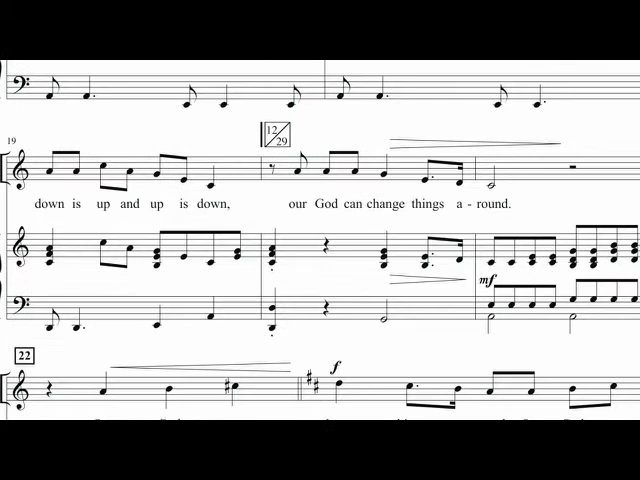 19
12
29
down is up and up is down, our God can change things a - round.
mf
22
f